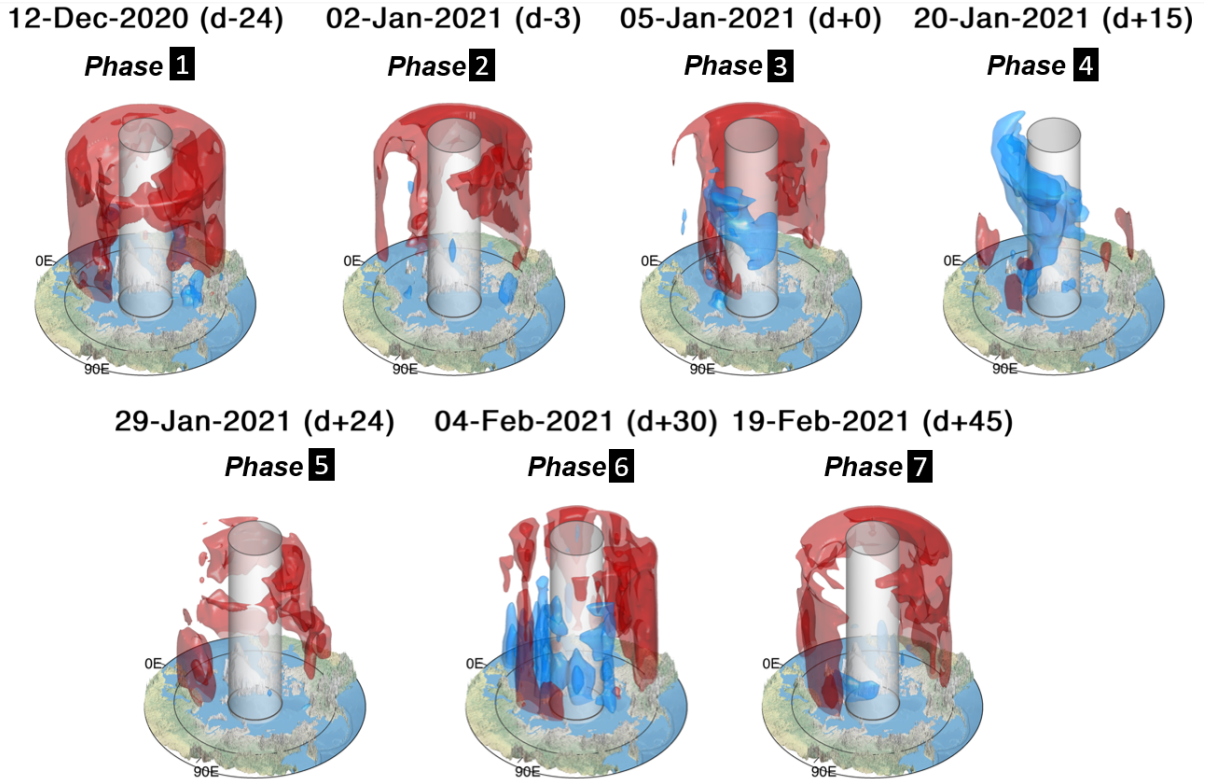 12-Dec-2020 (d-24) 02-Jan-2021 (d-3) 05-Jan-2021 (d+0) 20-Jan-2021 (d+15)
Phase 1 Phase 2 Phase 3 Phase 4
0E 0E 0E 0E
90E 90E 90E 90E
29-Jan-2021 (d+24) 04-Feb-2021 (d+30) 19-Feb-2021 (d+45)
Phase 5 Phase 6 Phase 7
0E 0E 0E
90E 90E 90E